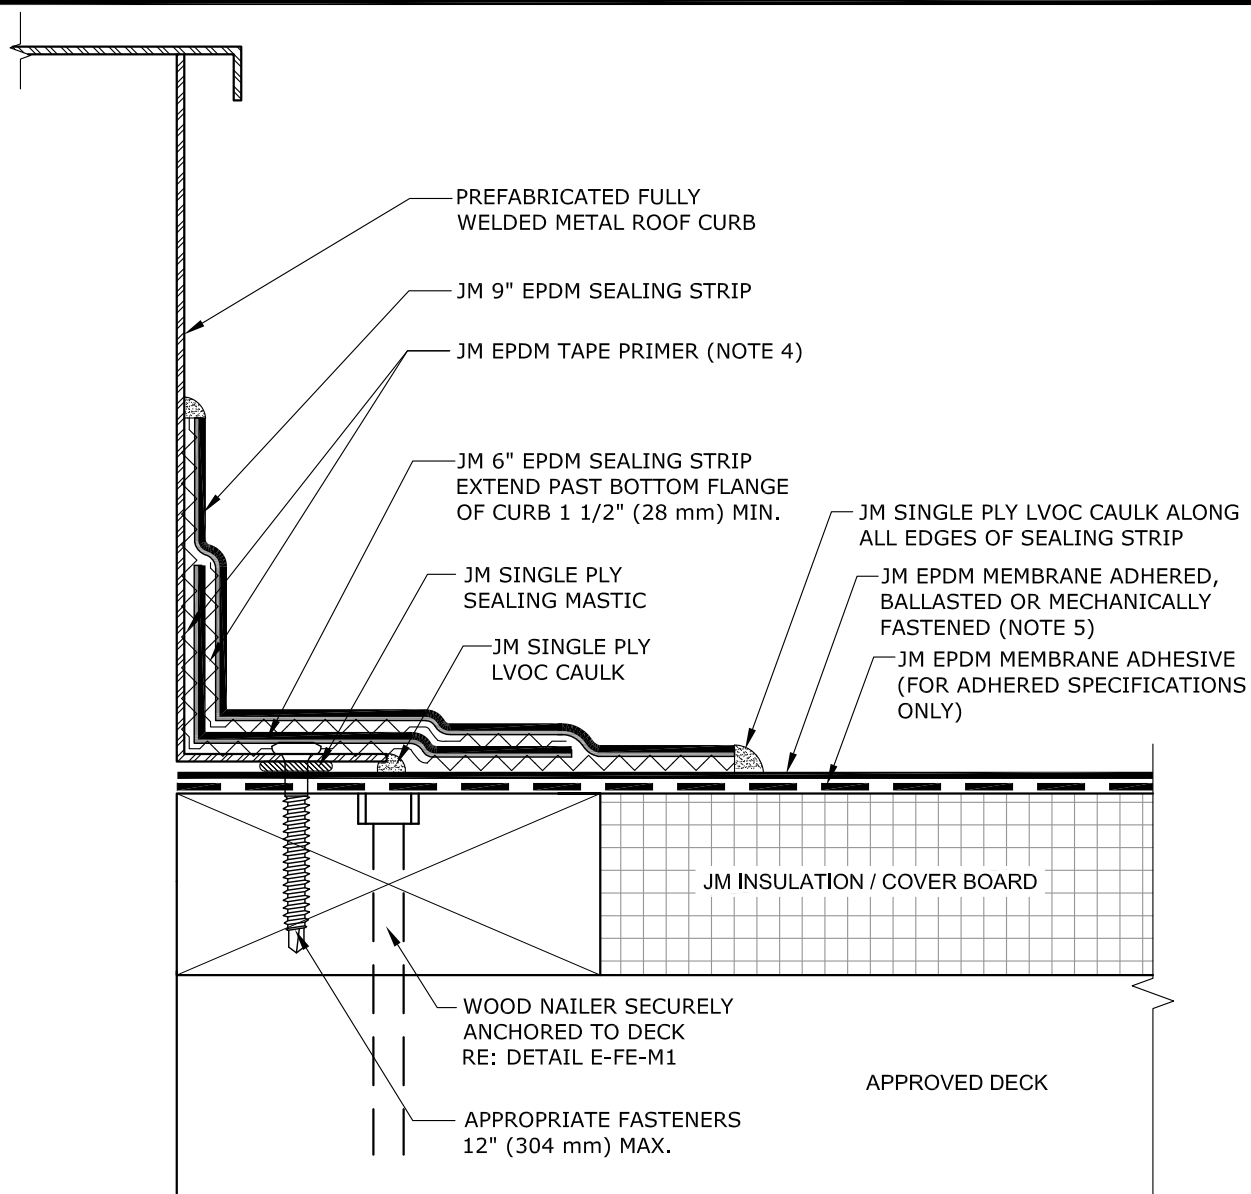 PREFABRICATED FULLY
WELDED METAL ROOF CURB
JM 9" EPDM SEALING STRIP
JM EPDM TAPE PRIMER (NOTE 4)
JM 6" EPDM SEALING STRIP
EXTEND PAST BOTTOM FLANGE
OF CURB 1 1/2" (28 mm) MIN.
JM SINGLE PLY LVOC CAULK ALONG
ALL EDGES OF SEALING STRIP
JM SINGLE PLY
SEALING MASTIC
JM EPDM MEMBRANE ADHERED,
BALLASTED OR MECHANICALLY
FASTENED (NOTE 5)
JM SINGLE PLY
LVOC CAULK
JM EPDM MEMBRANE ADHESIVE
(FOR ADHERED SPECIFICATIONS
ONLY)
JM INSULATION / COVER BOARD
WOOD NAILER SECURELY
ANCHORED TO DECK
RE: DETAIL E-FE-M1
APPROVED DECK
APPROPRIATE FASTENERS
12" (304 mm) MAX.